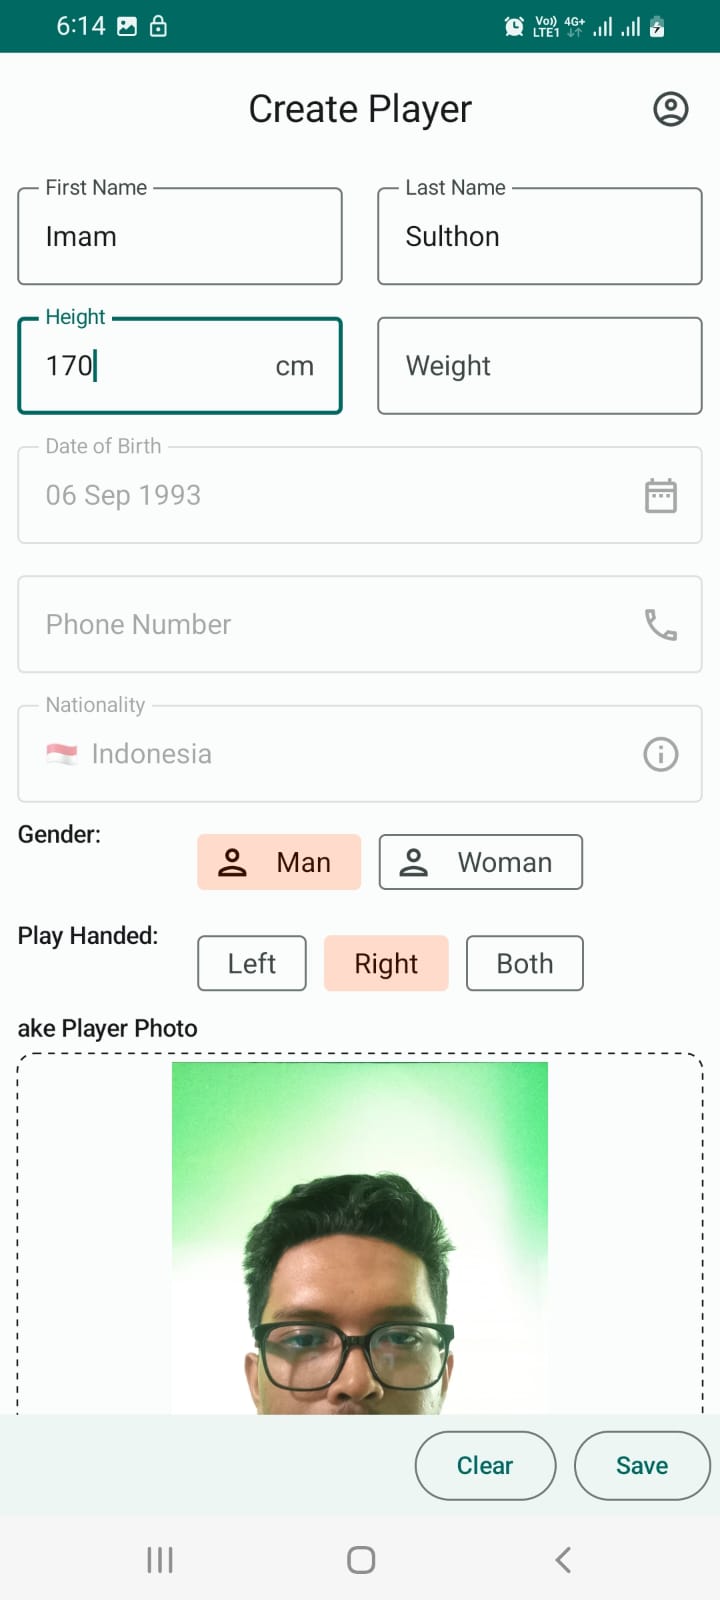 6:14 Vo)) LTE1 4G+
Create Player
First Name Last Name
Imam Sulthon
Height
170 cm Weight
Date of Birth
06 Sep 1993
Phone Number
Nationality
Indonesia
Gender:
Man Woman
Play Handed:
Left Right Both
ake Player Photo
Clear Save